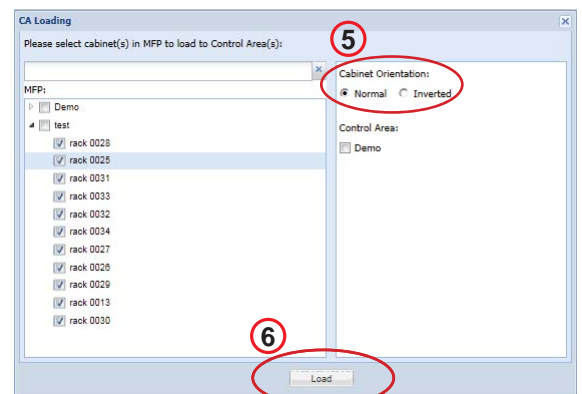 CA Loading
Please select cabinet(s) in MFP to load to Control Area(s):
5
Cabinet Orientation:
Normal Inverted
MFP:
Demo
test
rack 0028
rack 0025
rack 0031
rack 0033
rack 0032
rack 0034
rack 0027
rack 0026
rack 0029
rack 0013
rack 0030
Control Area:
Demo
6
Load